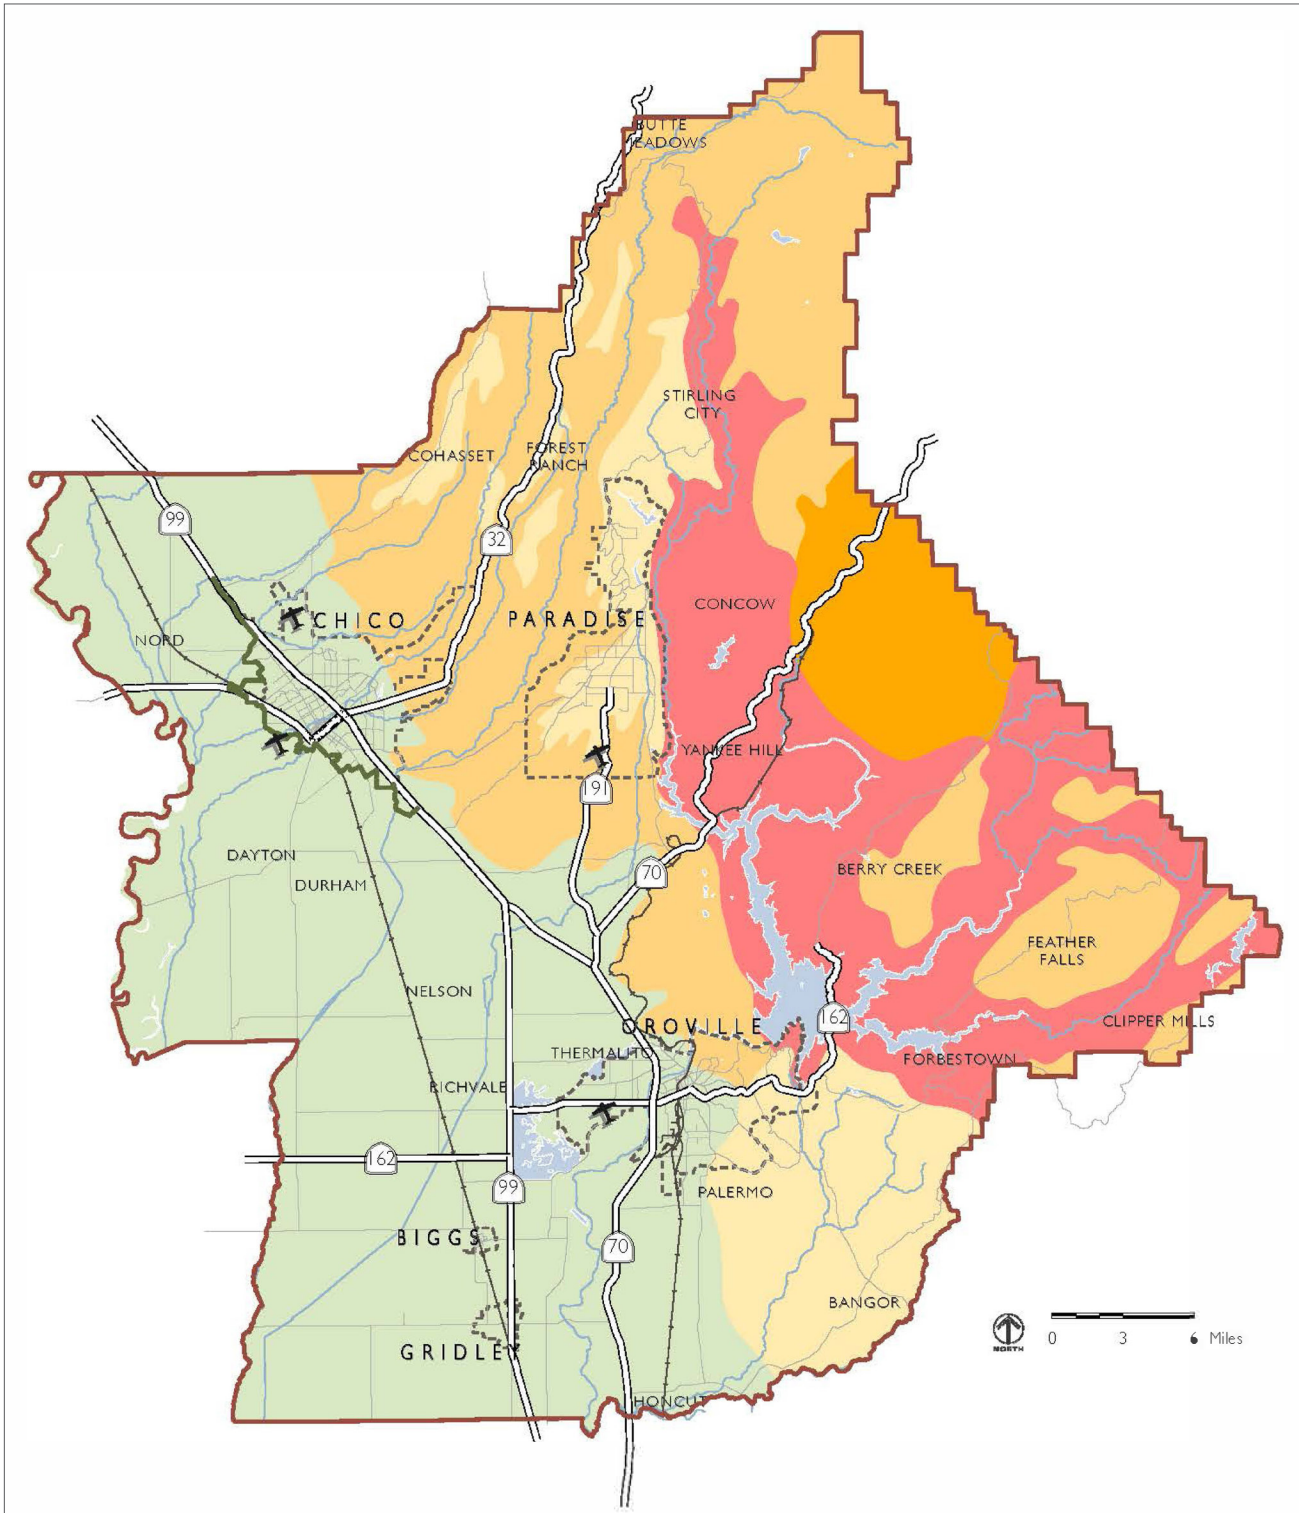 BUTTE
MEADOWS
STIRLING
CITY
COHASSET
FOREST
RANCH
99
32
CONCOW
CHICO
PARADISE
NORD
YANKEE HILL
191
DAYTON
70
BERRY CREEK
DURHAM
FEATHER
FALLS
NELSON
162
CLIPPER MILLS
OROVILLE
THERMALITO
FORBESTOWN
RICHVALE
162
99
PALERMO
BIGGS
70
BANGOR
0 3 6 Miles
NORTH
GRIDLEY
HONCUT